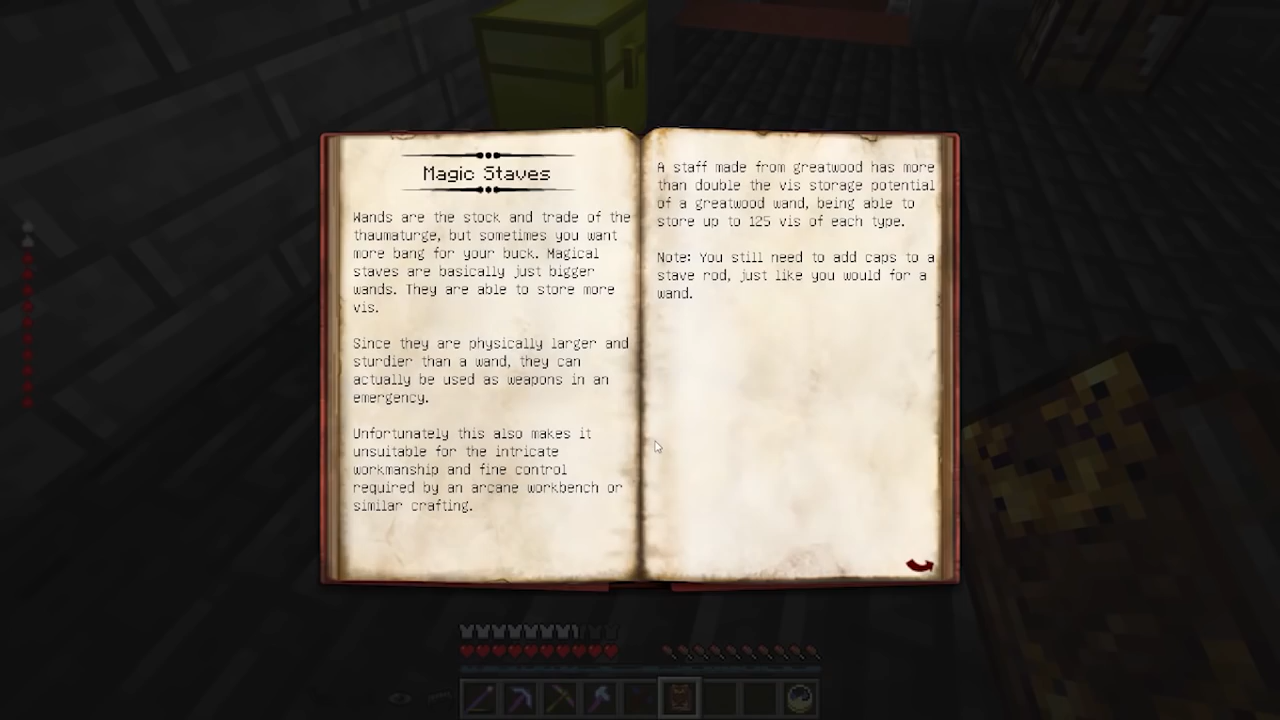 Magic Staves
Wands are the stock and trade of the
thaumaturge, but sometimes you want
more bang for your buck. Magical
staves are basically just bigger
wands. They are able to store more
vis.
Since they are physically larger and
sturdier than a wand, they can
actually be used as weapons in an
emergency.
Unfortunately this also makes it
unsuitable for the intricate
workmanship and fine control
required by an arcane workbench or
similar crafting.
A staff made from greatwood has more
than double the vis storage potential
of a greatwood wand, being able to
store up to 125 vis of each type.
Note: You still need to add caps to a
stave rod, just like you would for a
wand.